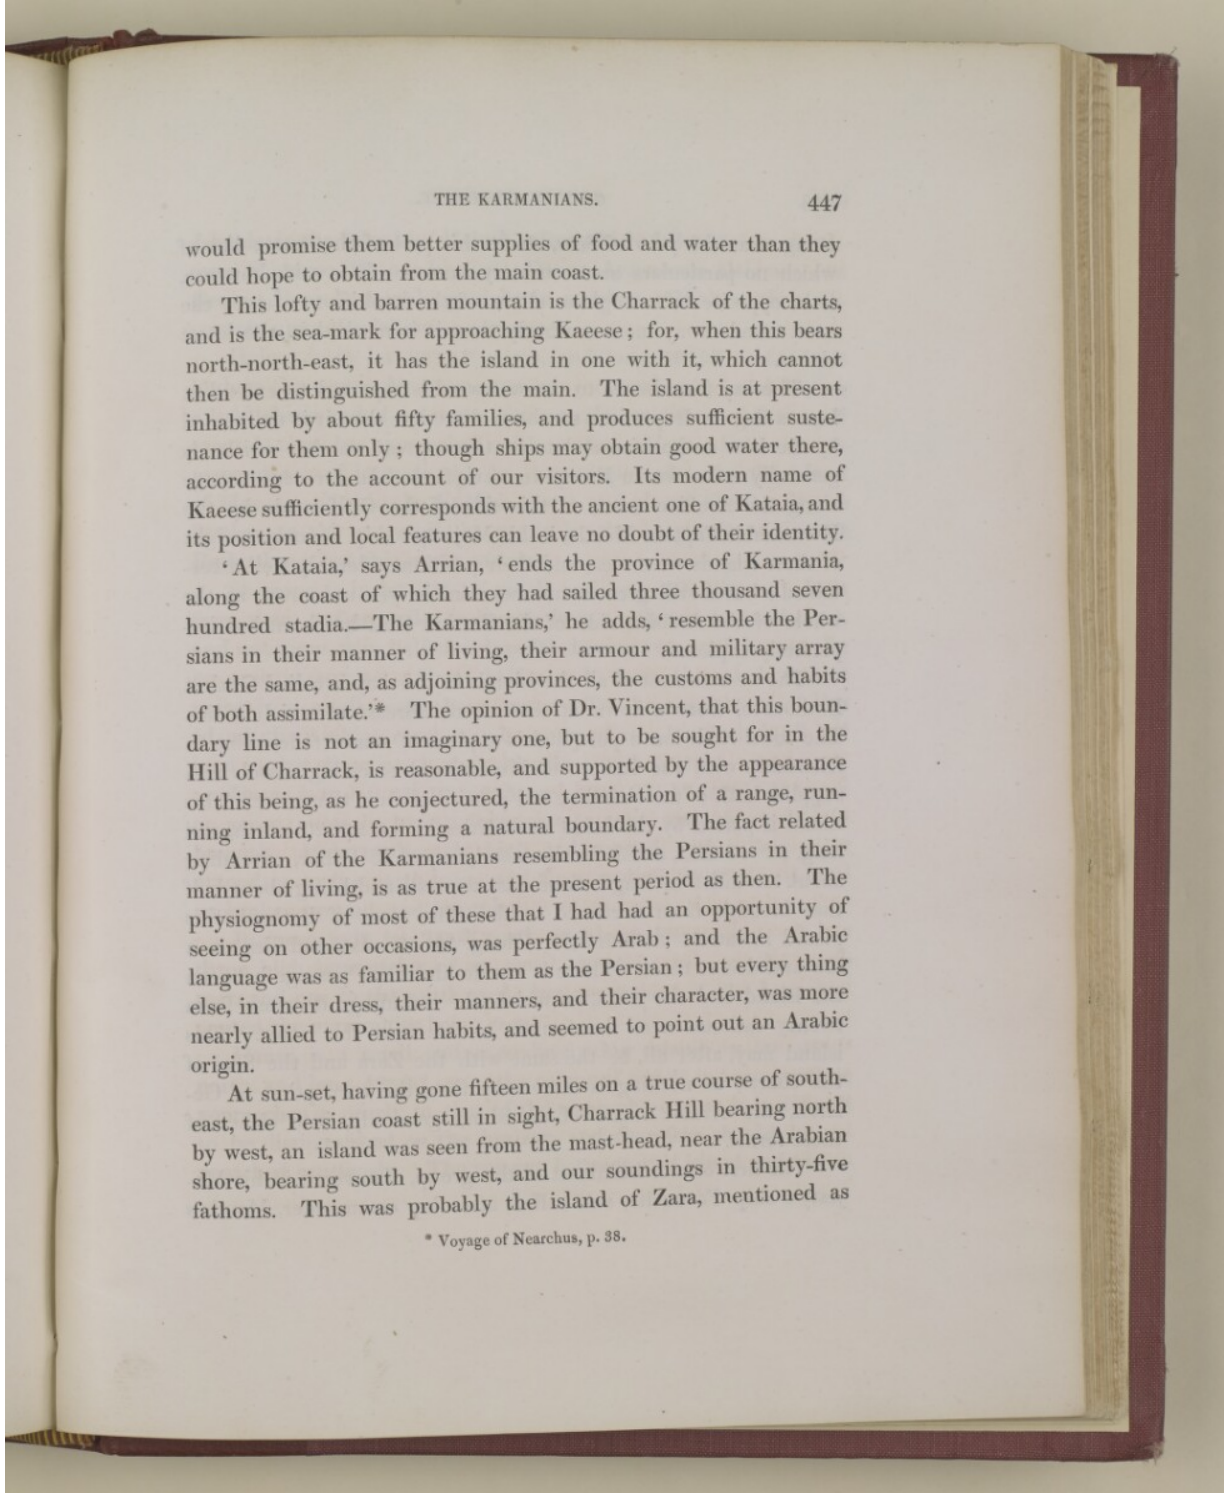 THE KARMANIANS. 447
would promise them better supplies of food and water than they
could hope to obtain from the main coast.
This lofty and barren mountain is the Charrack of the charts,
and is the sea-mark for approaching Kaeese; for, when this bears
north-north-east, it has the island in one with it, which cannot
then be distinguished from the main. The island is at present
inhabited by about fifty families, and produces sufficient suste-
nance for them only; though ships may obtain good water there,
according to the account of our visitors. Its modern name of
Kaeese sufficiently corresponds with the ancient one of Kataia, and
its position and local features can leave no doubt of their identity.
‘At Kataia,’ says Arrian, ‘ends the province of Karmania,
along the coast of which they had sailed three thousand seven
hundred stadia.—The Karmanians,’ he adds, ‘resemble the Per-
sians in their manner of living, their armour and military array
are the same, and, as adjoining provinces, the customs and habits
of both assimilate.’* The opinion of Dr. Vincent, that this boun-
dary line is not an imaginary one, but to be sought for in the
Hill of Charrack, is reasonable, and supported by the appearance
of this being, as he conjectured, the termination of a range, run-
ning inland, and forming a natural boundary. The fact related
by Arrian of the Karmanians resembling the Persians in their
manner of living, is as true at the present period as then. The
physiognomy of most of these that I had had an opportunity of
seeing on other occasions, was perfectly Arab; and the Arabic
language was as familiar to them as the Persian; but every thing
else, in their dress, their manners, and their character, was more
nearly allied to Persian habits, and seemed to point out an Arabic
origin.
At sun-set, having gone fifteen miles on a true course of south-
east, the Persian coast still in sight, Charrack Hill bearing north
by west, an island was seen from the mast-head, near the Arabian
shore, bearing south by west, and our soundings in thirty-five
fathoms. This was probably the island of Zara, mentioned as
* Voyage of Nearchus, p. 38.